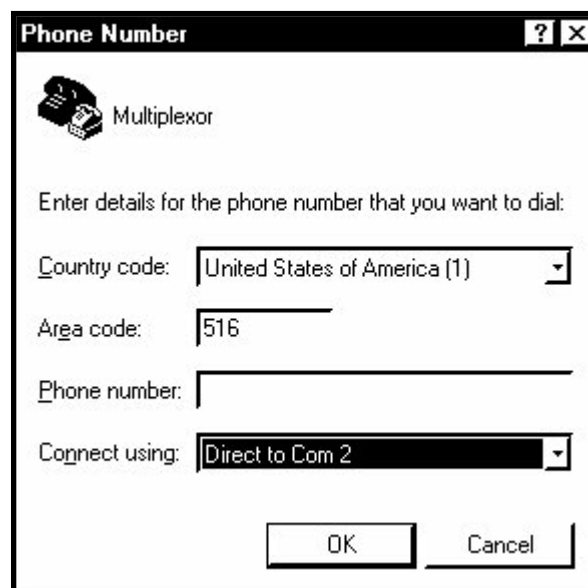 Phone Number
Multiplexor
Enter details for the phone number that you want to dial:
Country code: United States of America (1)
Area code: 516
Phone number:
Connect using: Direct to Com 2
OK Cancel